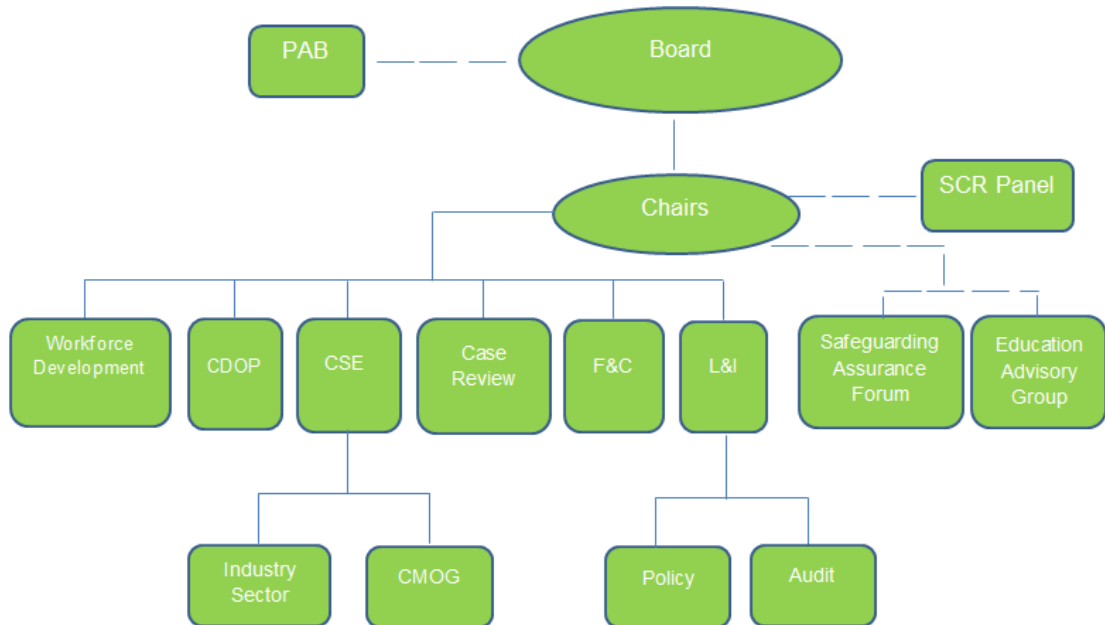 PAB
Board
Chairs
SCR Panel
Workforce
Development
CDOP
CSE
Case
Review
F&C
L&I
Safeguarding
Assurance
Forum
Education
Advisory
Group
Industry
Sector
CMOG
Policy
Audit